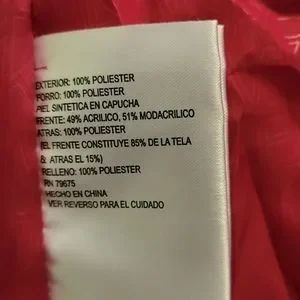 EXTERIOR: 100% POLIESTER
FORRO: 100% POLIESTER
PIEL SINTETICA EN CAPUCHA
FRENTE: 49% ACRILICO, 51% MODACRILICO
ATRAS: 100% POLIESTER
(EL FRENTE CONSTITUYE 85% DE LA TELA
& ATRAS EL 15%)
RELLENO: 100% POLIESTER
RN 79675
HECHO EN CHINA
VER REVERSO PARA EL CUIDADO